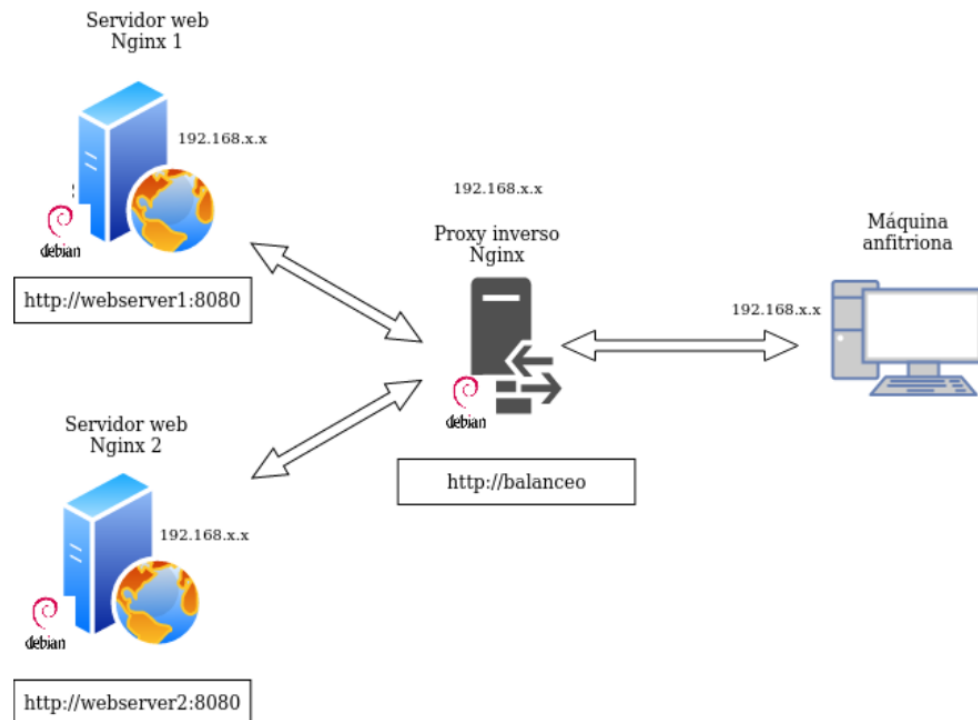 Servidor web
Nginx 1
192.168.x.x
debian
http://webserver1:8080
192.168.x.x
Proxy inverso
Nginx
debian
http://balanceo
Máquina
anfitriona
192.168.x.x
Servidor web
Nginx 2
192.168.x.x
debian
http://webserver2:8080